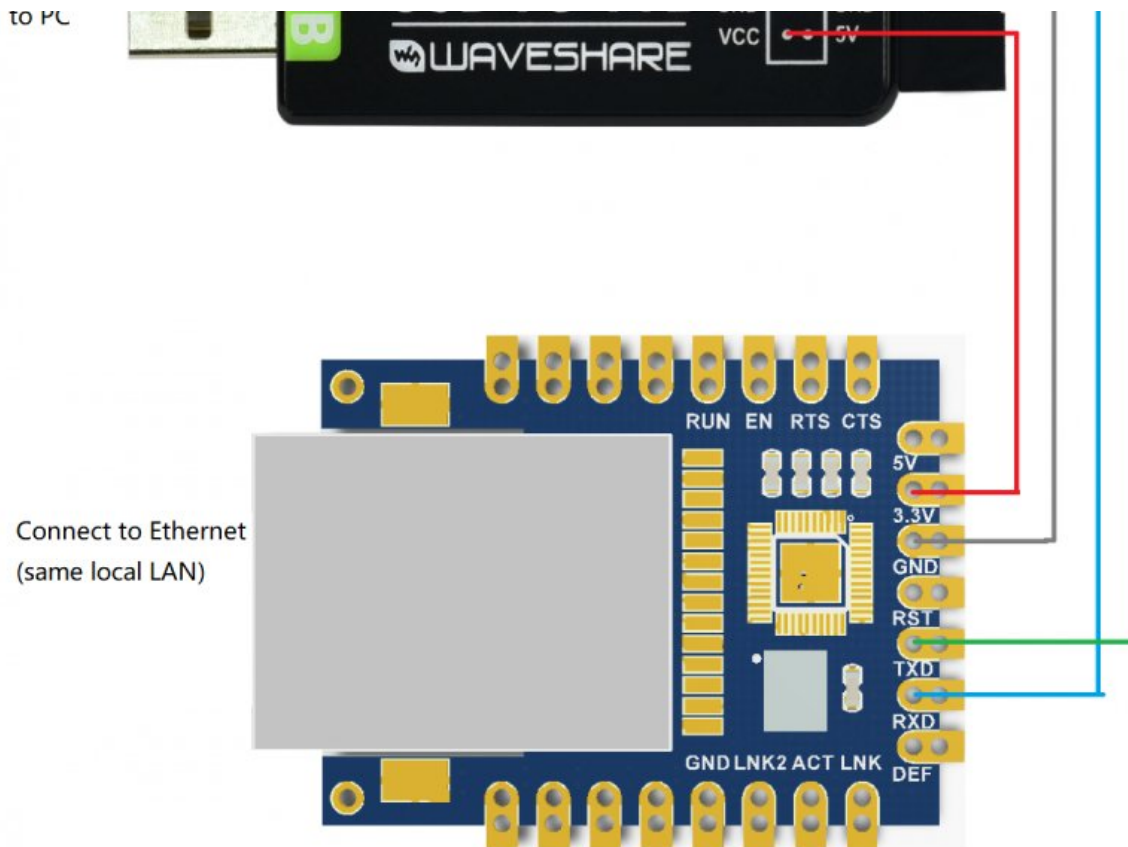 to PC
B
WAVESHARE
VCC
5V
RUN EN RTS CTS
5V
3.3V
GND
RST
TXD
RXD
DEF
Connect to Ethernet
(same local LAN)
GND LNK2 ACT LNK